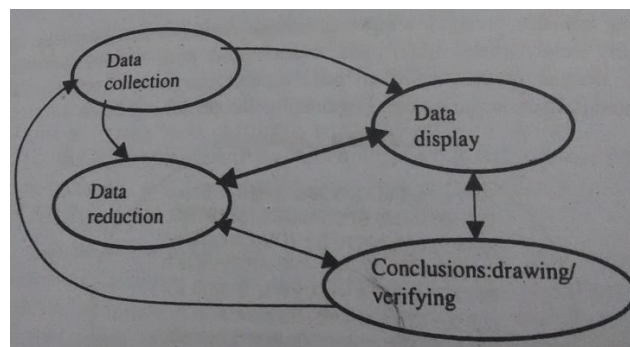 Data
collection
Data
display
Data
reduction
Conclusions:drawing/
verifying